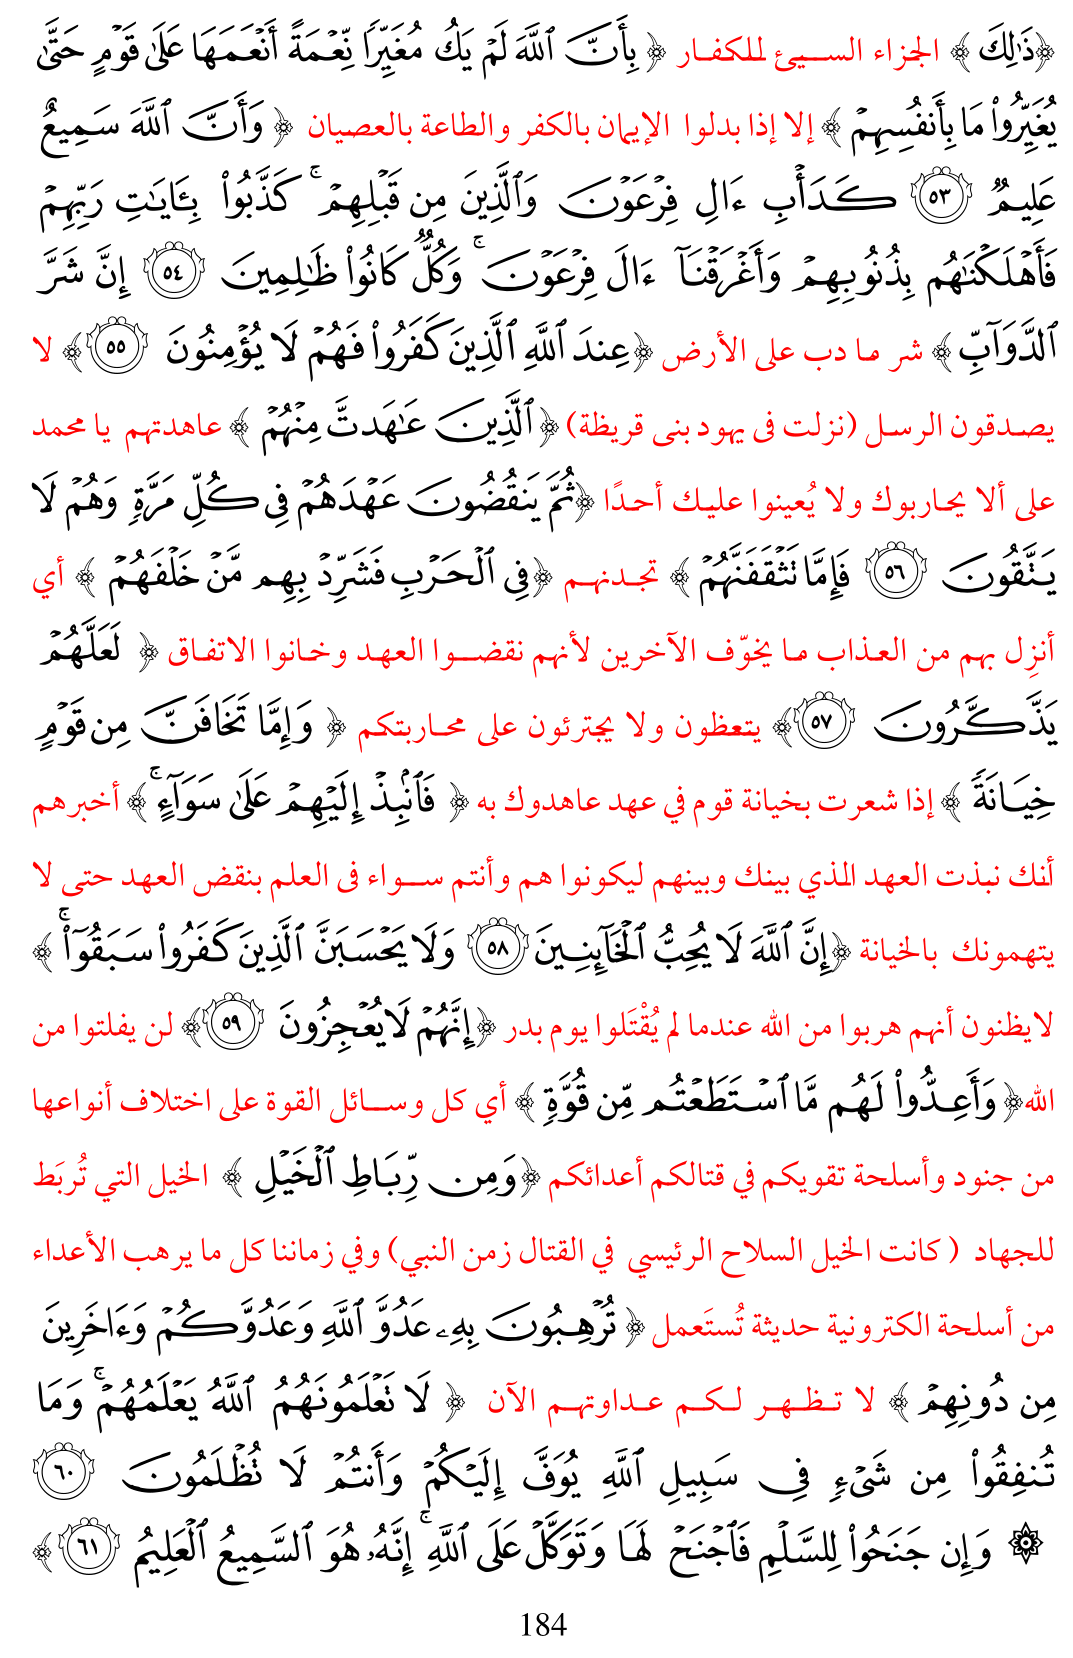 ﴿ذَٰلِكَ ﴾ الجزاء السيئ للكفار ﴿ بِأَنَّ ٱللَّهَ لَمۡ يَكُ مُغَيِّرٗا نِّعۡمَةً أَنۡعَمَهَا عَلَىٰ قَوۡمٍ حَتَّىٰ
يُغَيِّرُواْ مَا بِأَنفُسِهِمۡ ﴾ إلا إذا بدلوا الإيمان بالكفر والطاعة بالعصيان ﴿ وَأَنَّ ٱللَّهَ سَمِيعٌ
عَلِيمٞ ٥٣ كَدَأۡبِ ءَالِ فِرۡعَوۡنَ وَٱلَّذِينَ مِن قَبۡلِهِمۡۚ كَذَّبُواْ بِـَٔايَٰتِ رَبِّهِمۡ
فَأَهۡلَكۡنَٰهُم بِذُنُوبِهِمۡ وَأَغۡرَقۡنَآ ءَالَ فِرۡعَوۡنَۚ وَكُلّٞ كَانُواْ ظَٰلِمِينَ ٥٤ إِنَّ شَرَّ
ٱلدَّوَآبِّ ﴾ شر ما دب على الأرض ﴿عِندَ ٱللَّهِ ٱلَّذِينَ كَفَرُواْ فَهُمۡ لَا يُؤۡمِنُونَ ٥٥﴾ لا
يصدقون الرسل (نزلت فى يهود بنى قريظة) ﴿ٱلَّذِينَ عَٰهَدتَّ مِنۡهُمۡ ﴾ عاهدتهم يا محمد
على ألا يحاربوك ولا يُعينوا عليك أحدًا ﴿ثُمَّ يَنقُضُونَ عَهۡدَهُمۡ فِي كُلِّ مَرَّةٖ وَهُمۡ لَا
يَتَّقُونَ ٥٦ فَإِمَّا تَثۡقَفَنَّهُمۡ ﴾ تجدنهم ﴿فِي ٱلۡحَرۡبِ فَشَرِّدۡ بِهِم مَّنۡ خَلۡفَهُمۡ ﴾ أي
أنزِل بهم من العذاب ما يخوّف الآخرين لأنهم نقضوا العهد وخانوا الاتفاق ﴿ لَعَلَّهُمۡ
يَذَّكَّرُونَ ٥٧﴾ يتعظون ولا يجترئون على محاربتكم ﴿ وَإِمَّا تَخَافَنَّ مِن قَوۡمٍ
خِيَانَةٗ ﴾ إذا شعرت بخيانة قوم في عهد عاهدوك به ﴿ فَٱنۢبِذۡ إِلَيۡهِمۡ عَلَىٰ سَوَآءٍۚ ﴾ أخبرهم
أنك نبذت العهد الذي بينك وبينهم ليكونوا هم وأنتم سواء فى العلم بنقض العهد حتى لا
يتهمونك بالخيانة ﴿إِنَّ ٱللَّهَ لَا يُحِبُّ ٱلۡخَآئِنِينَ ٥٨ وَلَا يَحۡسَبَنَّ ٱلَّذِينَ كَفَرُواْ سَبَقُوٓاْۚ ﴾
لايظنون أنهم هربوا من الله عندما لم يُقْتَلوا يوم بدر ﴿إِنَّهُمۡ لَا يُعۡجِزُونَ ٥٩﴾ لن يفلتوا من
الله﴿ وَأَعِدُّواْ لَهُم مَّا ٱسۡتَطَعۡتُم مِّن قُوَّةٖ ﴾ أي كل وسائل القوة على اختلاف أنواعها
من جنود وأسلحة تقويكم في قتالكم أعدائكم ﴿وَمِن رِّبَاطِ ٱلۡخَيۡلِ ﴾ الخيل التي تُربَط
للجهاد ( كانت الخيل السلاح الرئيسي في القتال زمن النبي) وفي زماننا كل ما يرهب الأعداء
من أسلحة الكترونية حديثة تُستَعمل ﴿ تُرۡهِبُونَ بِهِۦ عَدُوَّ ٱللَّهِ وَعَدُوَّكُمۡ وَءَاخَرِينَ
مِن دُونِهِمۡ ﴾ لا تظهر لكم عداوتهم الآن ﴿ لَا تَعۡلَمُونَهُمُ ٱللَّهُ يَعۡلَمُهُمۡۚ وَمَا
تُنفِقُواْ مِن شَيۡءٖ فِي سَبِيلِ ٱللَّهِ يُوَفَّ إِلَيۡكُمۡ وَأَنتُمۡ لَا تُظۡلَمُونَ ٦٠
۞ وَإِن جَنَحُواْ لِلسَّلۡمِ فَٱجۡنَحۡ لَهَا وَتَوَكَّلۡ عَلَى ٱللَّهِۚ إِنَّهُۥ هُوَ ٱلسَّمِيعُ ٱلۡعَلِيمُ ٦١ ﴾
184